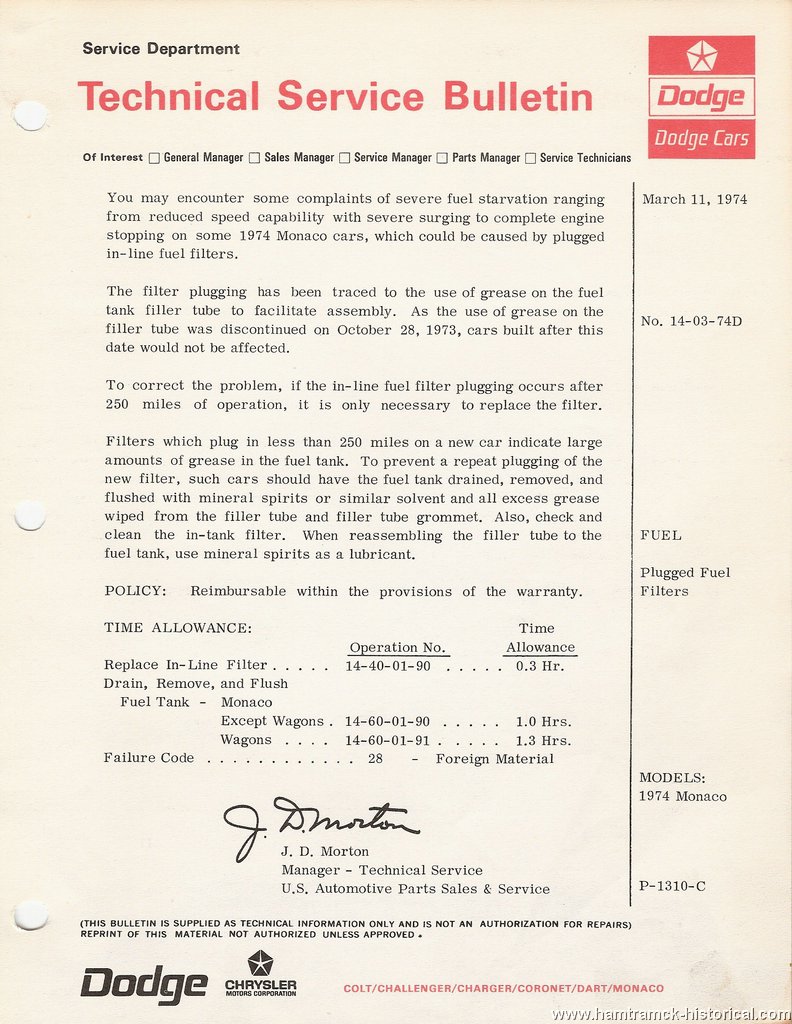 Service Department
Technical Service Bulletin
Dodge
Dodge Cars
Of Interest □ General Manager □ Sales Manager □ Service Manager □ Parts Manager □ Service Technicians
You may encounter some complaints of severe fuel starvation ranging
from reduced speed capability with severe surging to complete engine
stopping on some 1974 Monaco cars, which could be caused by plugged
in-line fuel filters.
The filter plugging has been traced to the use of grease on the fuel
tank filler tube to facilitate assembly. As the use of grease on the
filler tube was discontinued on October 28, 1973, cars built after this
date would not be affected.
To correct the problem, if the in-line fuel filter plugging occurs after
250 miles of operation, it is only necessary to replace the filter.
Filters which plug in less than 250 miles on a new car indicate large
amounts of grease in the fuel tank. To prevent a repeat plugging of the
new filter, such cars should have the fuel tank drained, removed, and
flushed with mineral spirits or similar solvent and all excess grease
wiped from the filler tube and filler tube grommet. Also, check and
clean the in-tank filter. When reassembling the filler tube to the
fuel tank, use mineral spirits as a lubricant.
POLICY: Reimbursable within the provisions of the warranty.
TIME ALLOWANCE: Time
Operation No. Allowance
Replace In-Line Filter . . . . . 14-40-01-90 . . . . . 0.3 Hr.
Drain, Remove, and Flush
Fuel Tank - Monaco
Except Wagons . 14-60-01-90 . . . . . 1.0 Hrs.
Wagons . . . . 14-60-01-91 . . . . . 1.3 Hrs.
Failure Code . . . . . . . . . . . . 28 - Foreign Material
J. D. Morton
J. D. Morton
Manager - Technical Service
U.S. Automotive Parts Sales & Service
March 11, 1974
No. 14-03-74D
FUEL
Plugged Fuel
Filters
MODELS:
1974 Monaco
P-1310-C
(THIS BULLETIN IS SUPPLIED AS TECHNICAL INFORMATION ONLY AND IS NOT AN AUTHORIZATION FOR REPAIRS)
REPRINT OF THIS MATERIAL NOT AUTHORIZED UNLESS APPROVED.
Dodge
CHRYSLER
MOTORS CORPORATION
COLT/CHALLENGER/CHARGER/CORONET/DART/MONACO
www.hamtramck-historical.com